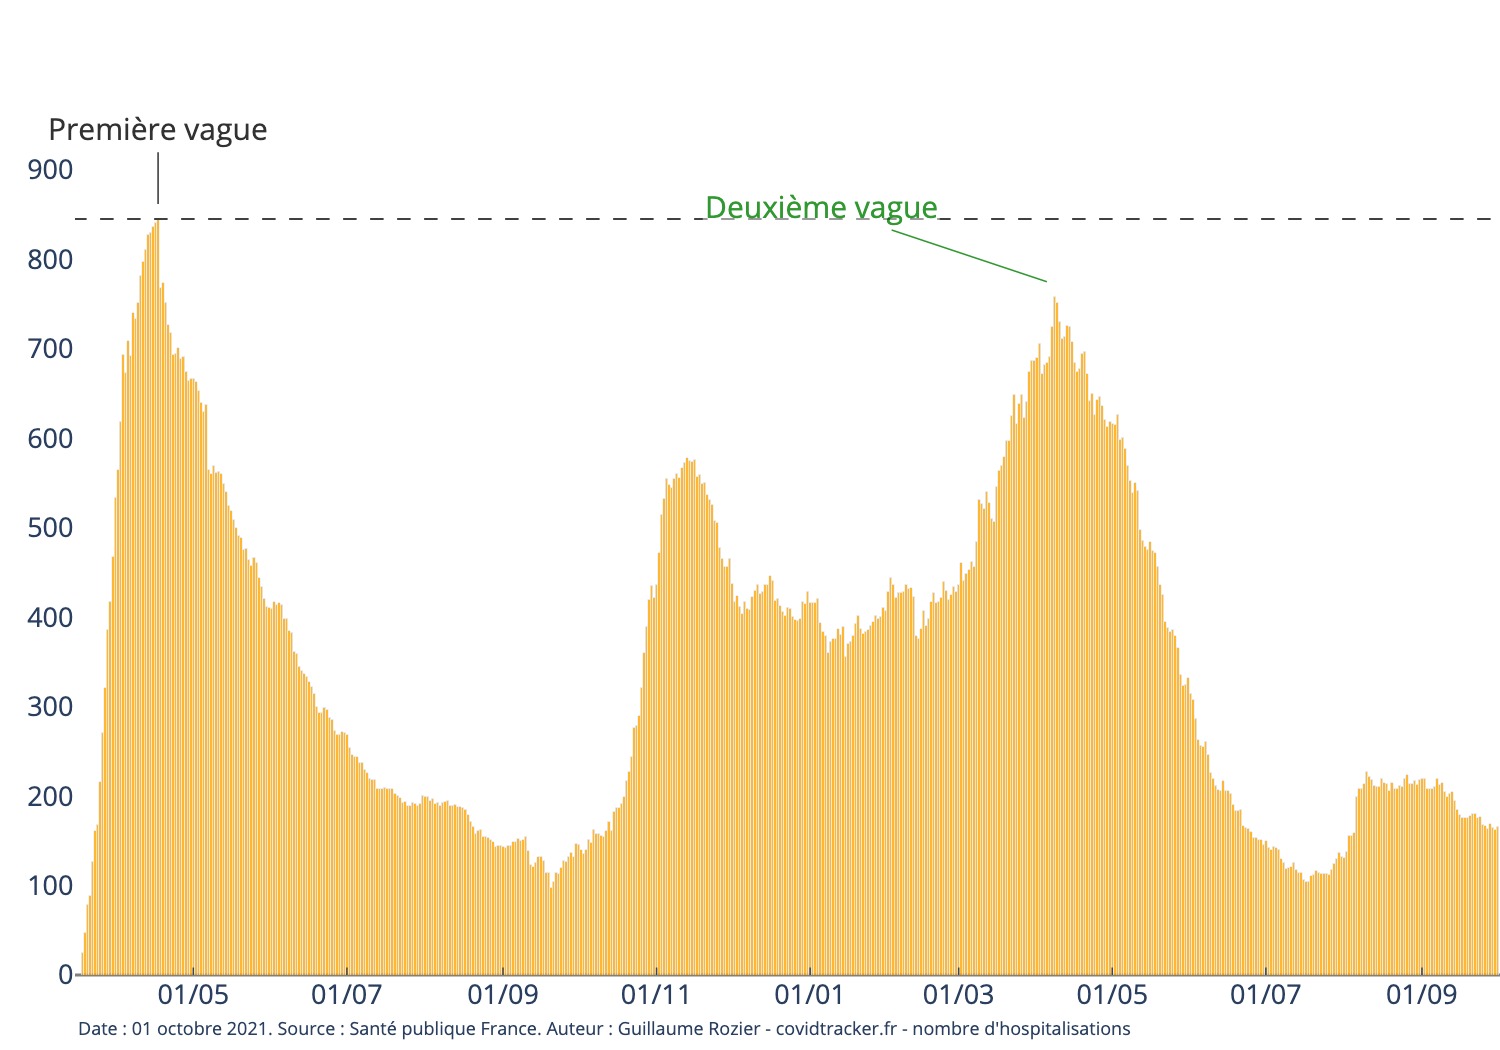 Première vague
900
Deuxième vague
800
700
600
500
400
300
200
100
0
01/05 01/07 01/09 01/11 01/01 01/03 01/05 01/07 01/09
Date : 01 octobre 2021. Source : Santé publique France. Auteur : Guillaume Rozier - covidtracker.fr - nombre d'hospitalisations